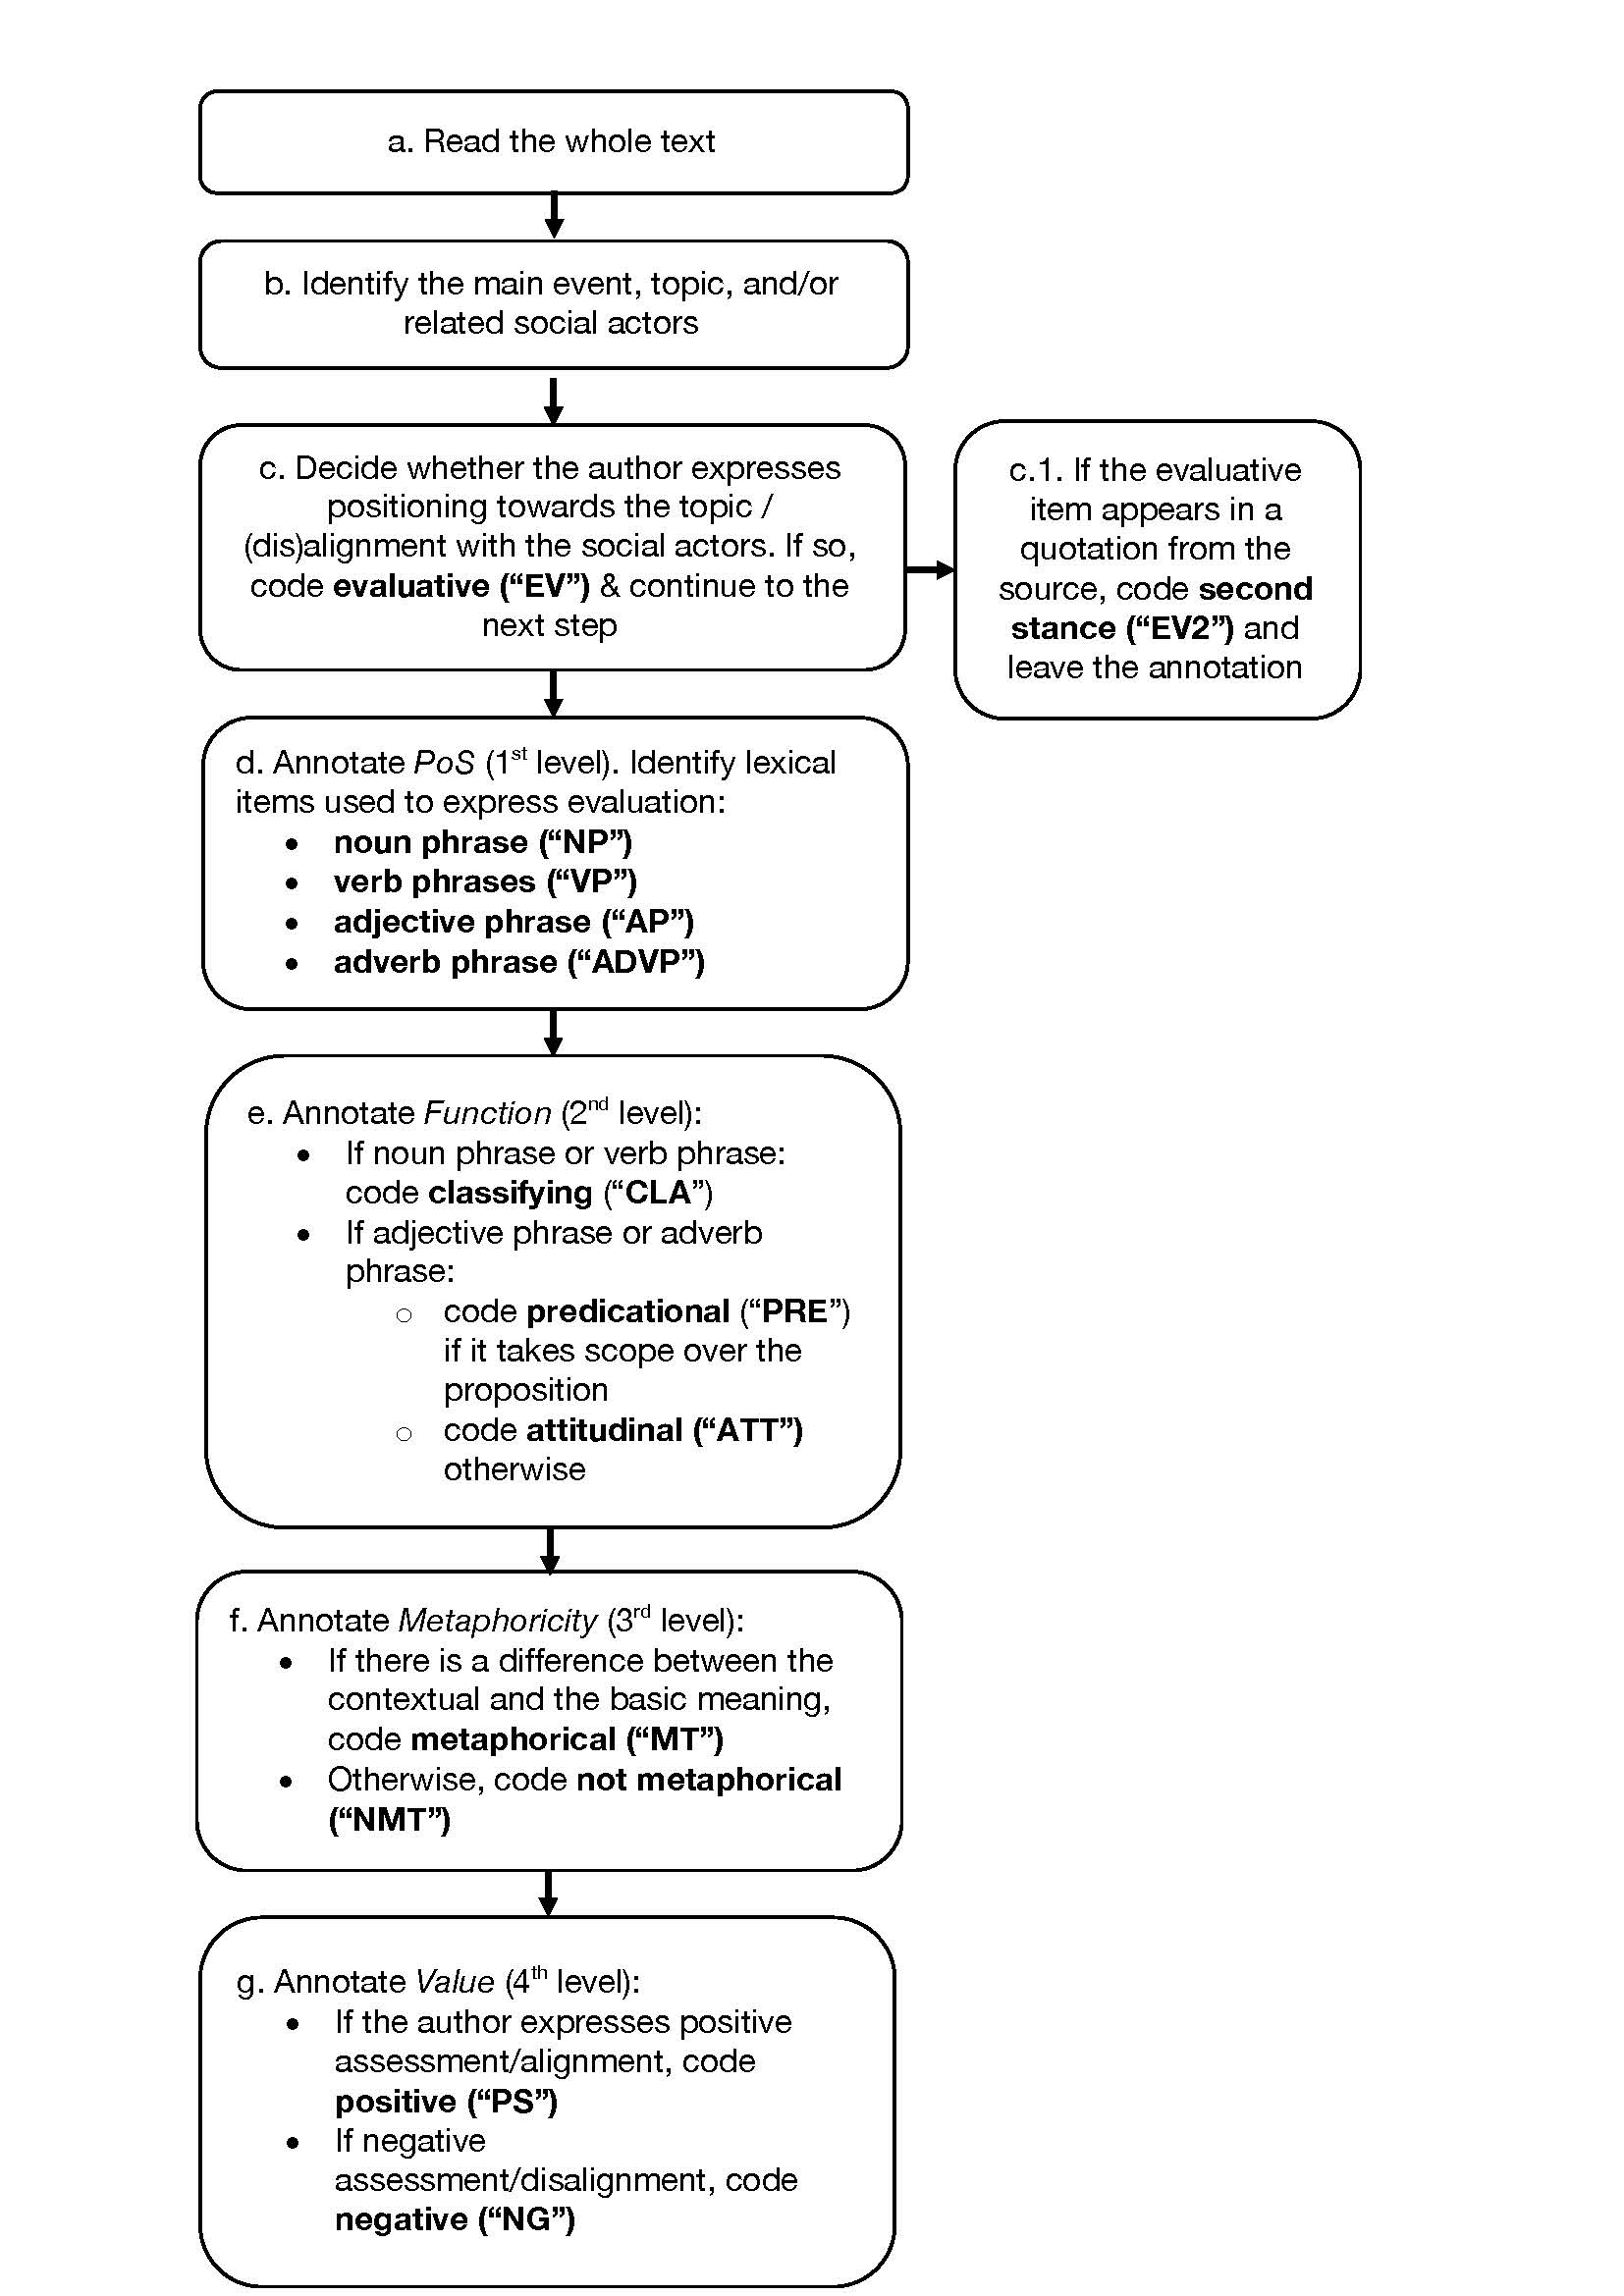 a. Read the whole text
b. Identify the main event, topic, and/or
related social actors
c. Decide whether the author expresses
positioning towards the topic /
(dis)alignment with the social actors. If so,
code evaluative (“EV”) & continue to the
next step
c.1. If the evaluative
item appears in a
quotation from the
source, code second
stance (“EV2”) and
leave the annotation
d. Annotate PoS (1st level). Identify lexical
items used to express evaluation:
• noun phrase (“NP”)
• verb phrases (“VP”)
• adjective phrase (“AP”)
• adverb phrase (“ADVP”)
e. Annotate Function (2nd level):
• If noun phrase or verb phrase:
code classifying (“CLA”)
• If adjective phrase or adverb
phrase:
○ code predicational (“PRE”)
if it takes scope over the
proposition
○ code attitudinal (“ATT”)
otherwise
f. Annotate Metaphoricity (3rd level):
• If there is a difference between the
contextual and the basic meaning,
code metaphorical (“MT”)
• Otherwise, code not metaphorical
(“NMT”)
g. Annotate Value (4th level):
• If the author expresses positive
assessment/alignment, code
positive (“PS”)
• If negative
assessment/disalignment, code
negative (“NG”)